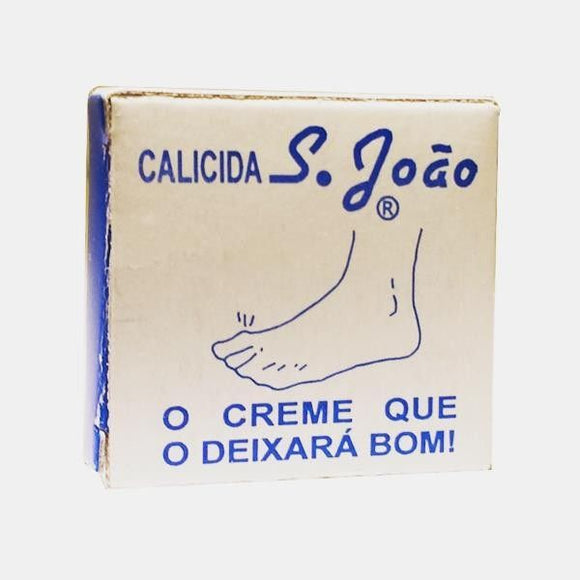 CALICIDA S. João ®
O CREME QUE
O DEIXARÁ BOM!